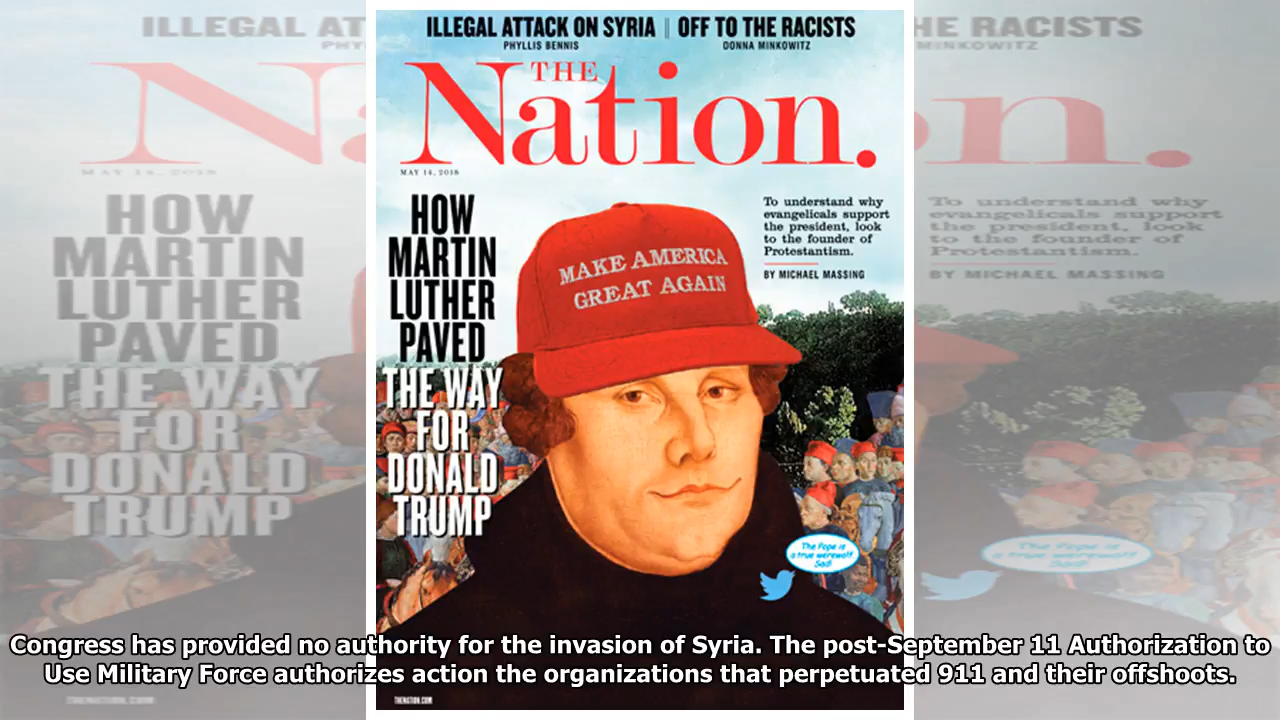 ILLEGAL ATTACK ON SYRIA | OFF TO THE RACISTS
PHYLLIS BENNIS DONNA MINKOWITZ
THE
Nation.
MAY 14, 2018
HOW
MARTIN
LUTHER
PAVED
THE WAY
FOR
DONALD
TRUMP
To understand why
evangelicals support
the president, look
to the founder of
Protestantism.
BY MICHAEL MASSING
MAKE AMERICA
GREAT AGAIN
The Pope is
a true werewolf
Sad!
Congress has provided no authority for the invasion of Syria. The post-September 11 Authorization to
Use Military Force authorizes action the organizations that perpetuated 911 and their offshoots.
THENATION.COM